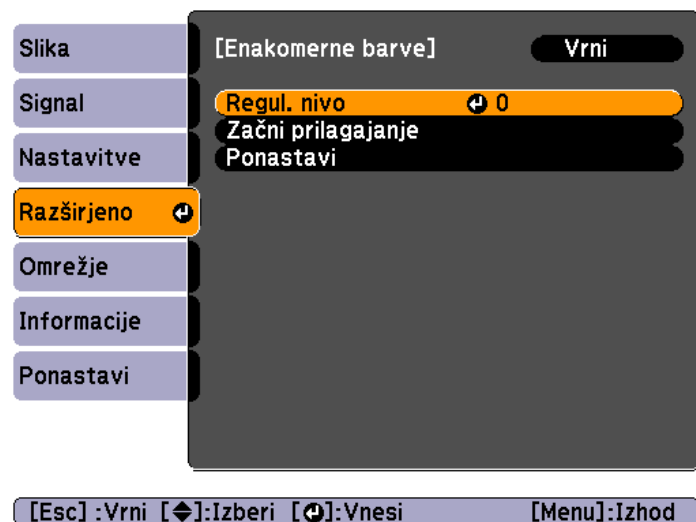 Slika
Signal
Nastavitve
Razširjeno
Omrežje
Informacije
Ponastavi
[Enakomerne barve] Vrni
Regul. nivo 0
Začni prilagajanje
Ponastavi
[Esc] :Vrni [◆]:Izberi [⏎]:Vnesi [Menu]:Izhod